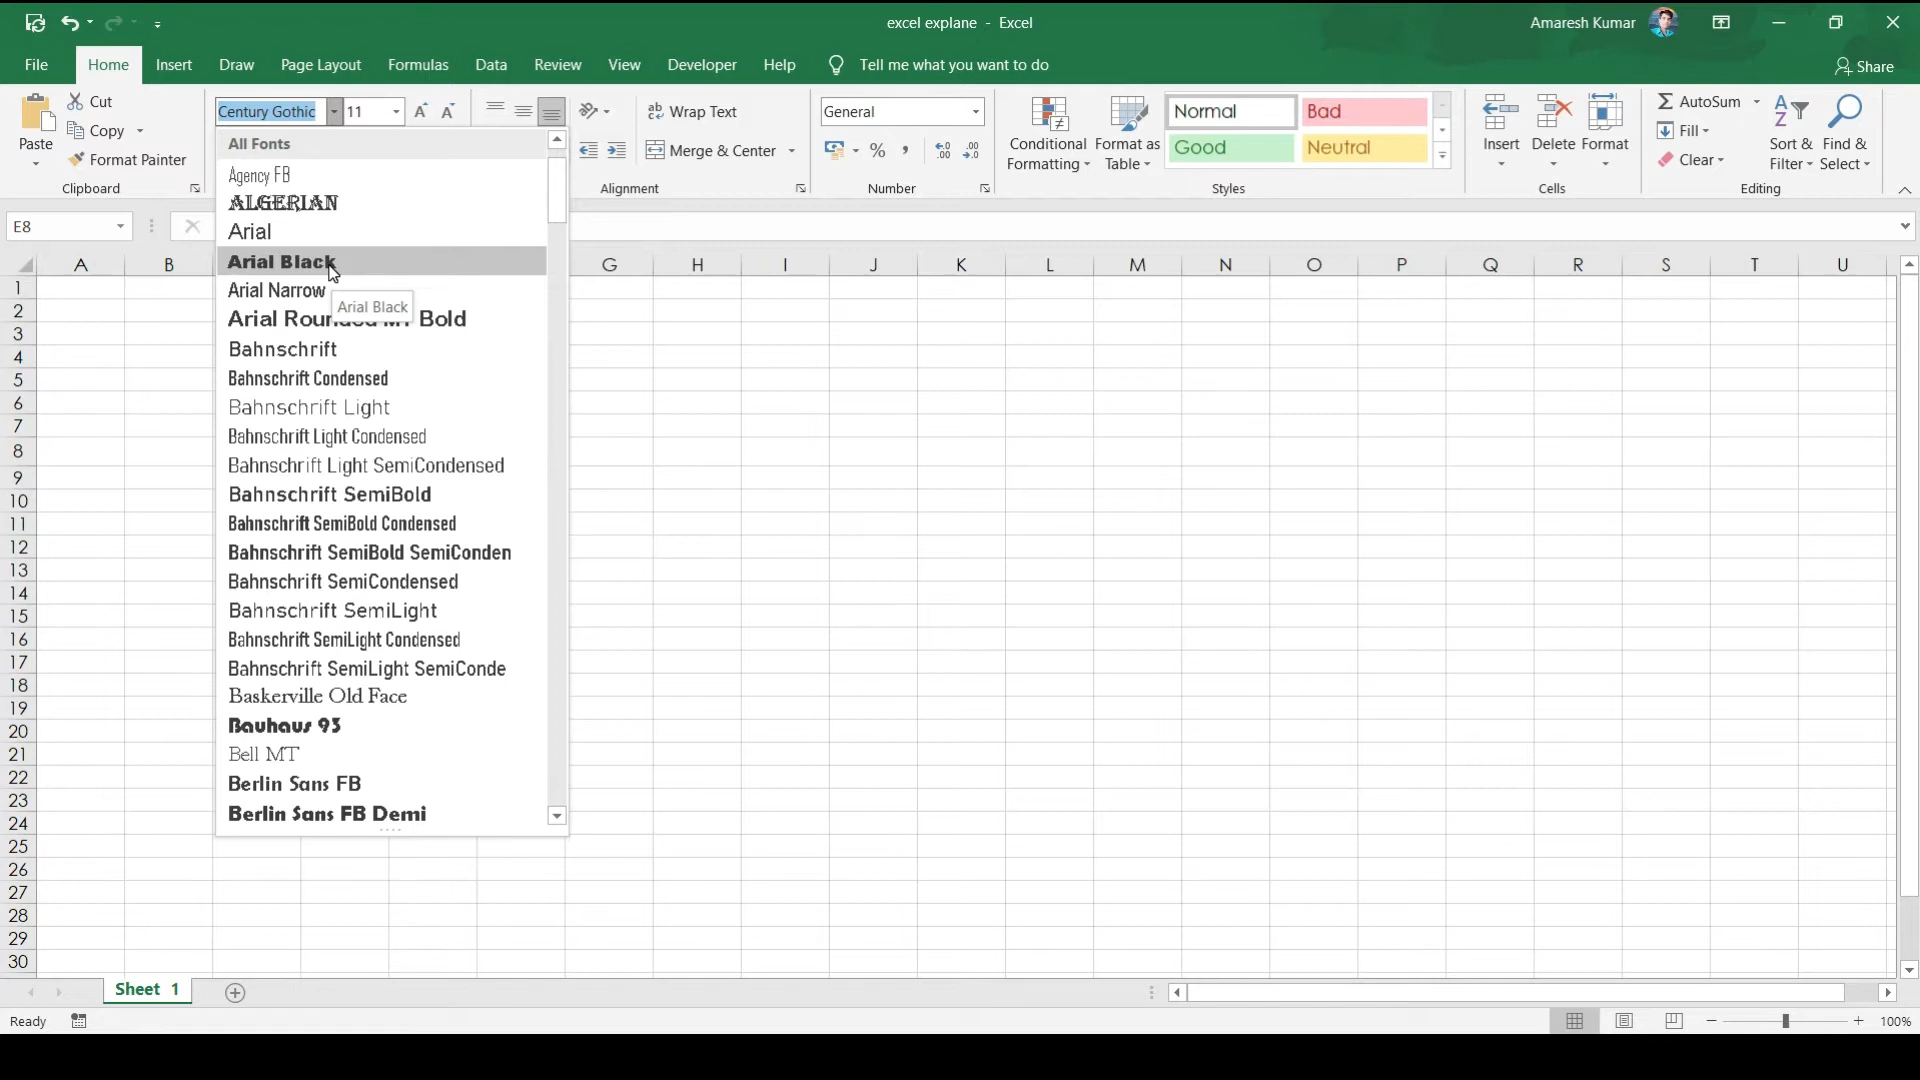 excel explane - Excel
Amaresh Kumar
File Home Insert Draw Page Layout Formulas Data Review View Developer Help Tell me what you want to do
Share
Paste
Cut
Copy
Format Painter
Clipboard
Century Gothic 11
Wrap Text
Merge & Center
Alignment
General
% ,
Number
Conditional Formatting
Format as Table
Normal Bad
Good Neutral
Styles
Insert Delete Format
Cells
AutoSum
Fill
Clear
Sort & Filter
Find & Select
Editing
E8
All Fonts
Agency FB
ALGERIAN
Arial
Arial Black
Arial Narrow
Arial Black
Arial Rounded MT Bold
Bahnschrift
Bahnschrift Condensed
Bahnschrift Light
Bahnschrift Light Condensed
Bahnschrift Light SemiCondensed
Bahnschrift SemiBold
Bahnschrift SemiBold Condensed
Bahnschrift SemiBold SemiConden
Bahnschrift SemiCondensed
Bahnschrift SemiLight
Bahnschrift SemiLight Condensed
Bahnschrift SemiLight SemiConde
Baskerville Old Face
Bauhaus 93
Bell MT
Berlin Sans FB
Berlin Sans FB Demi
A B G H I J K L M N O P Q R S T U
1
2
3
4
5
6
7
8
9
10
11
12
13
14
15
16
17
18
19
20
21
22
23
24
25
26
27
28
29
30
Sheet 1
Ready
100%